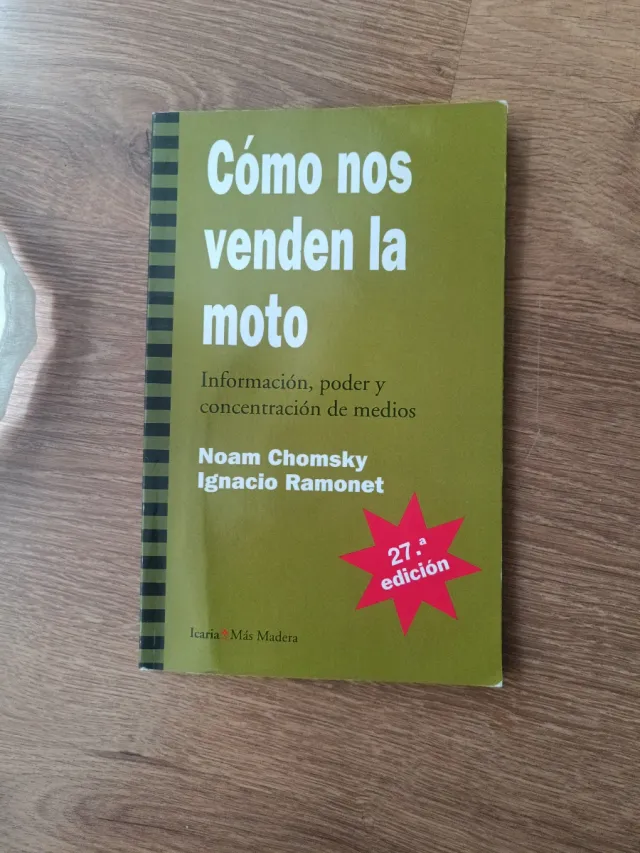 Cómo nos
venden la
moto
Información, poder y
concentración de medios
Noam Chomsky
Ignacio Ramonet
27.ª
edición
Icaria Más Madera